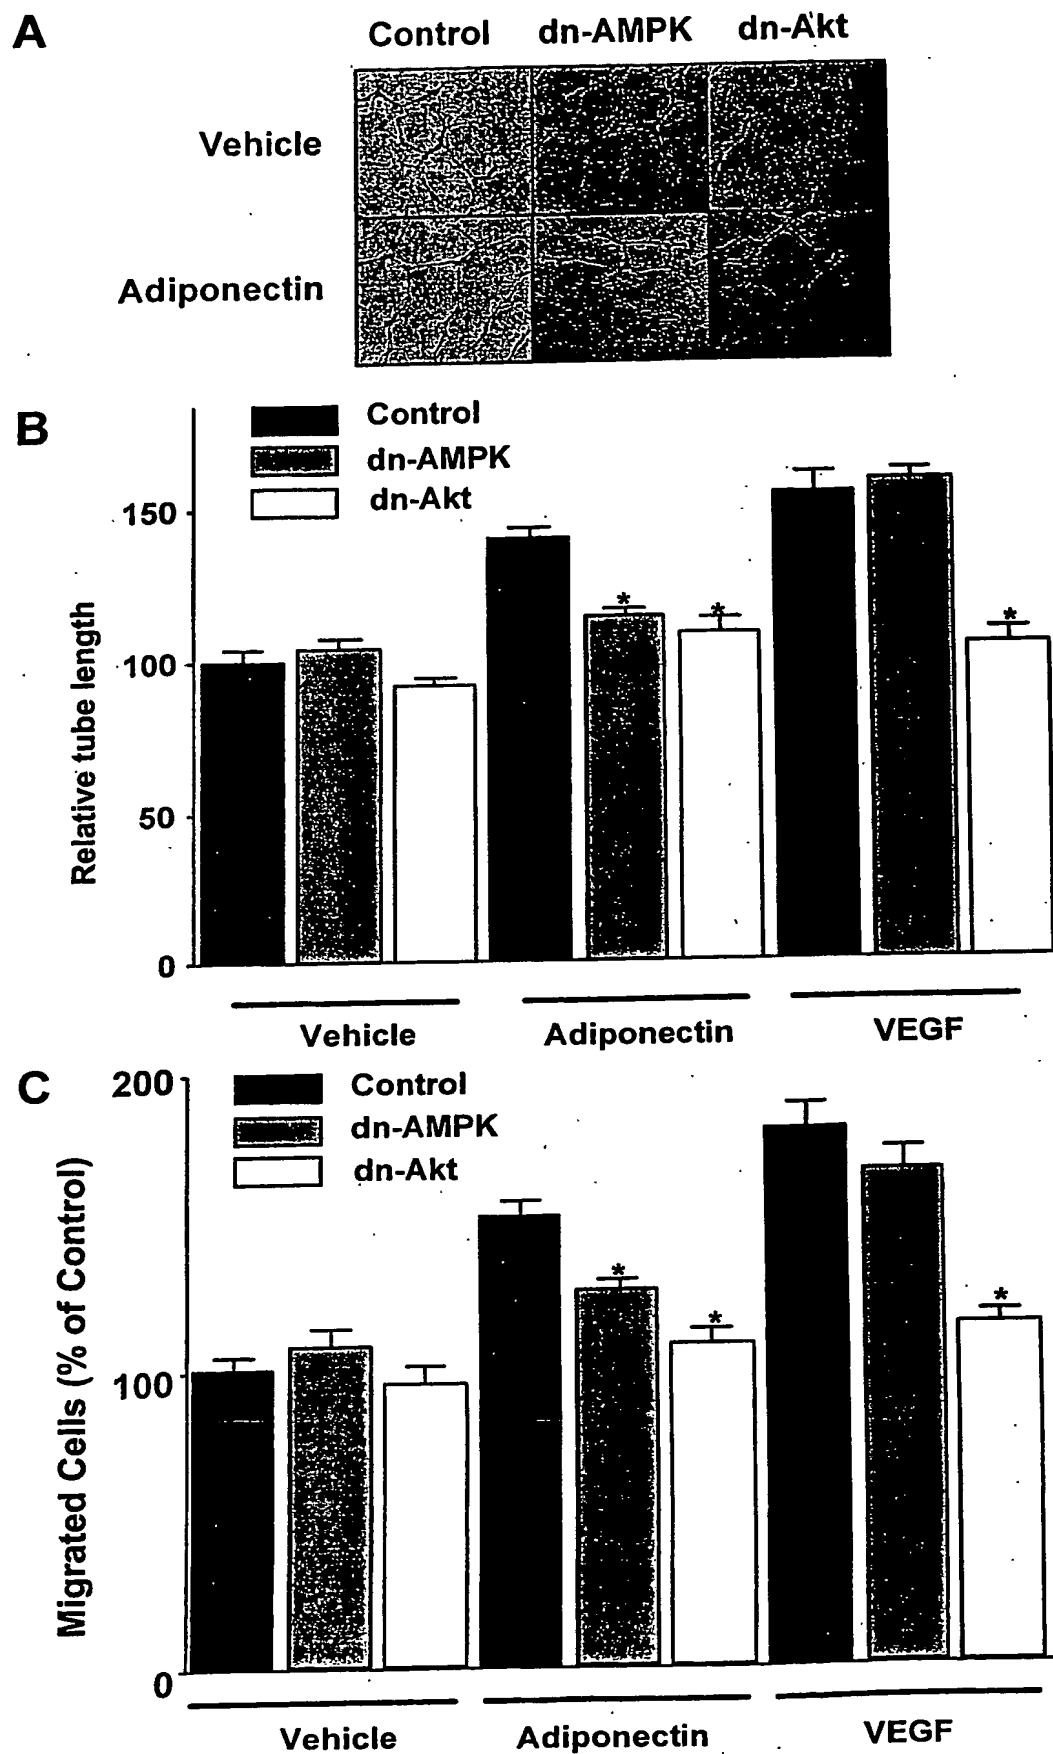 A
Control dn-AMPK dn-Akt
Vehicle
Adiponectin
B
Control
dn-AMPK
dn-Akt
150
100
50
0
Relative tube length
* * *
Vehicle Adiponectin VEGF
C
200
100
0
Migrated Cells (% of Control)
Control
dn-AMPK
dn-Akt
* * *
Vehicle Adiponectin VEGF